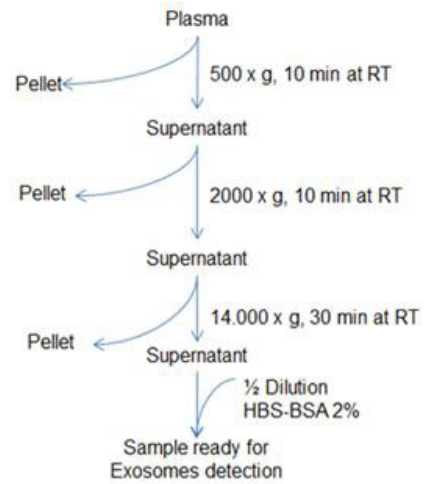 Plasma
500 x g, 10 min at RT
Pellet
Supernatant
2000 x g, 10 min at RT
Pellet
Supernatant
14.000 x g, 30 min at RT
Pellet
Supernatant
½ Dilution
HBS-BSA 2%
Sample ready for
Exosomes detection